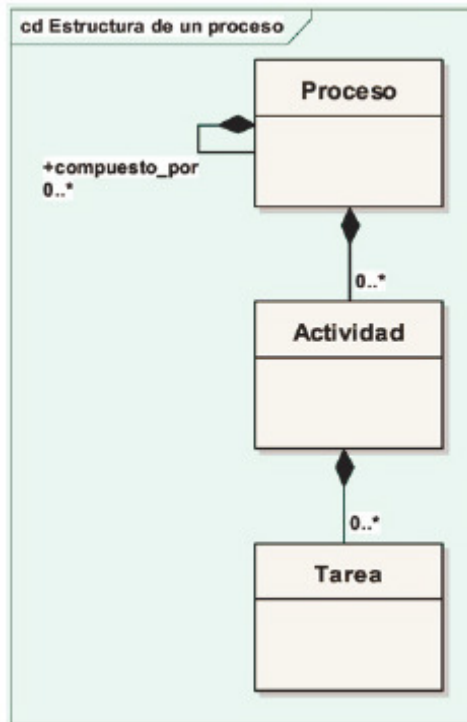 cd Estructura de un proceso
Proceso
+compuesto_por
0..*
0..*
Actividad
0..*
Tarea